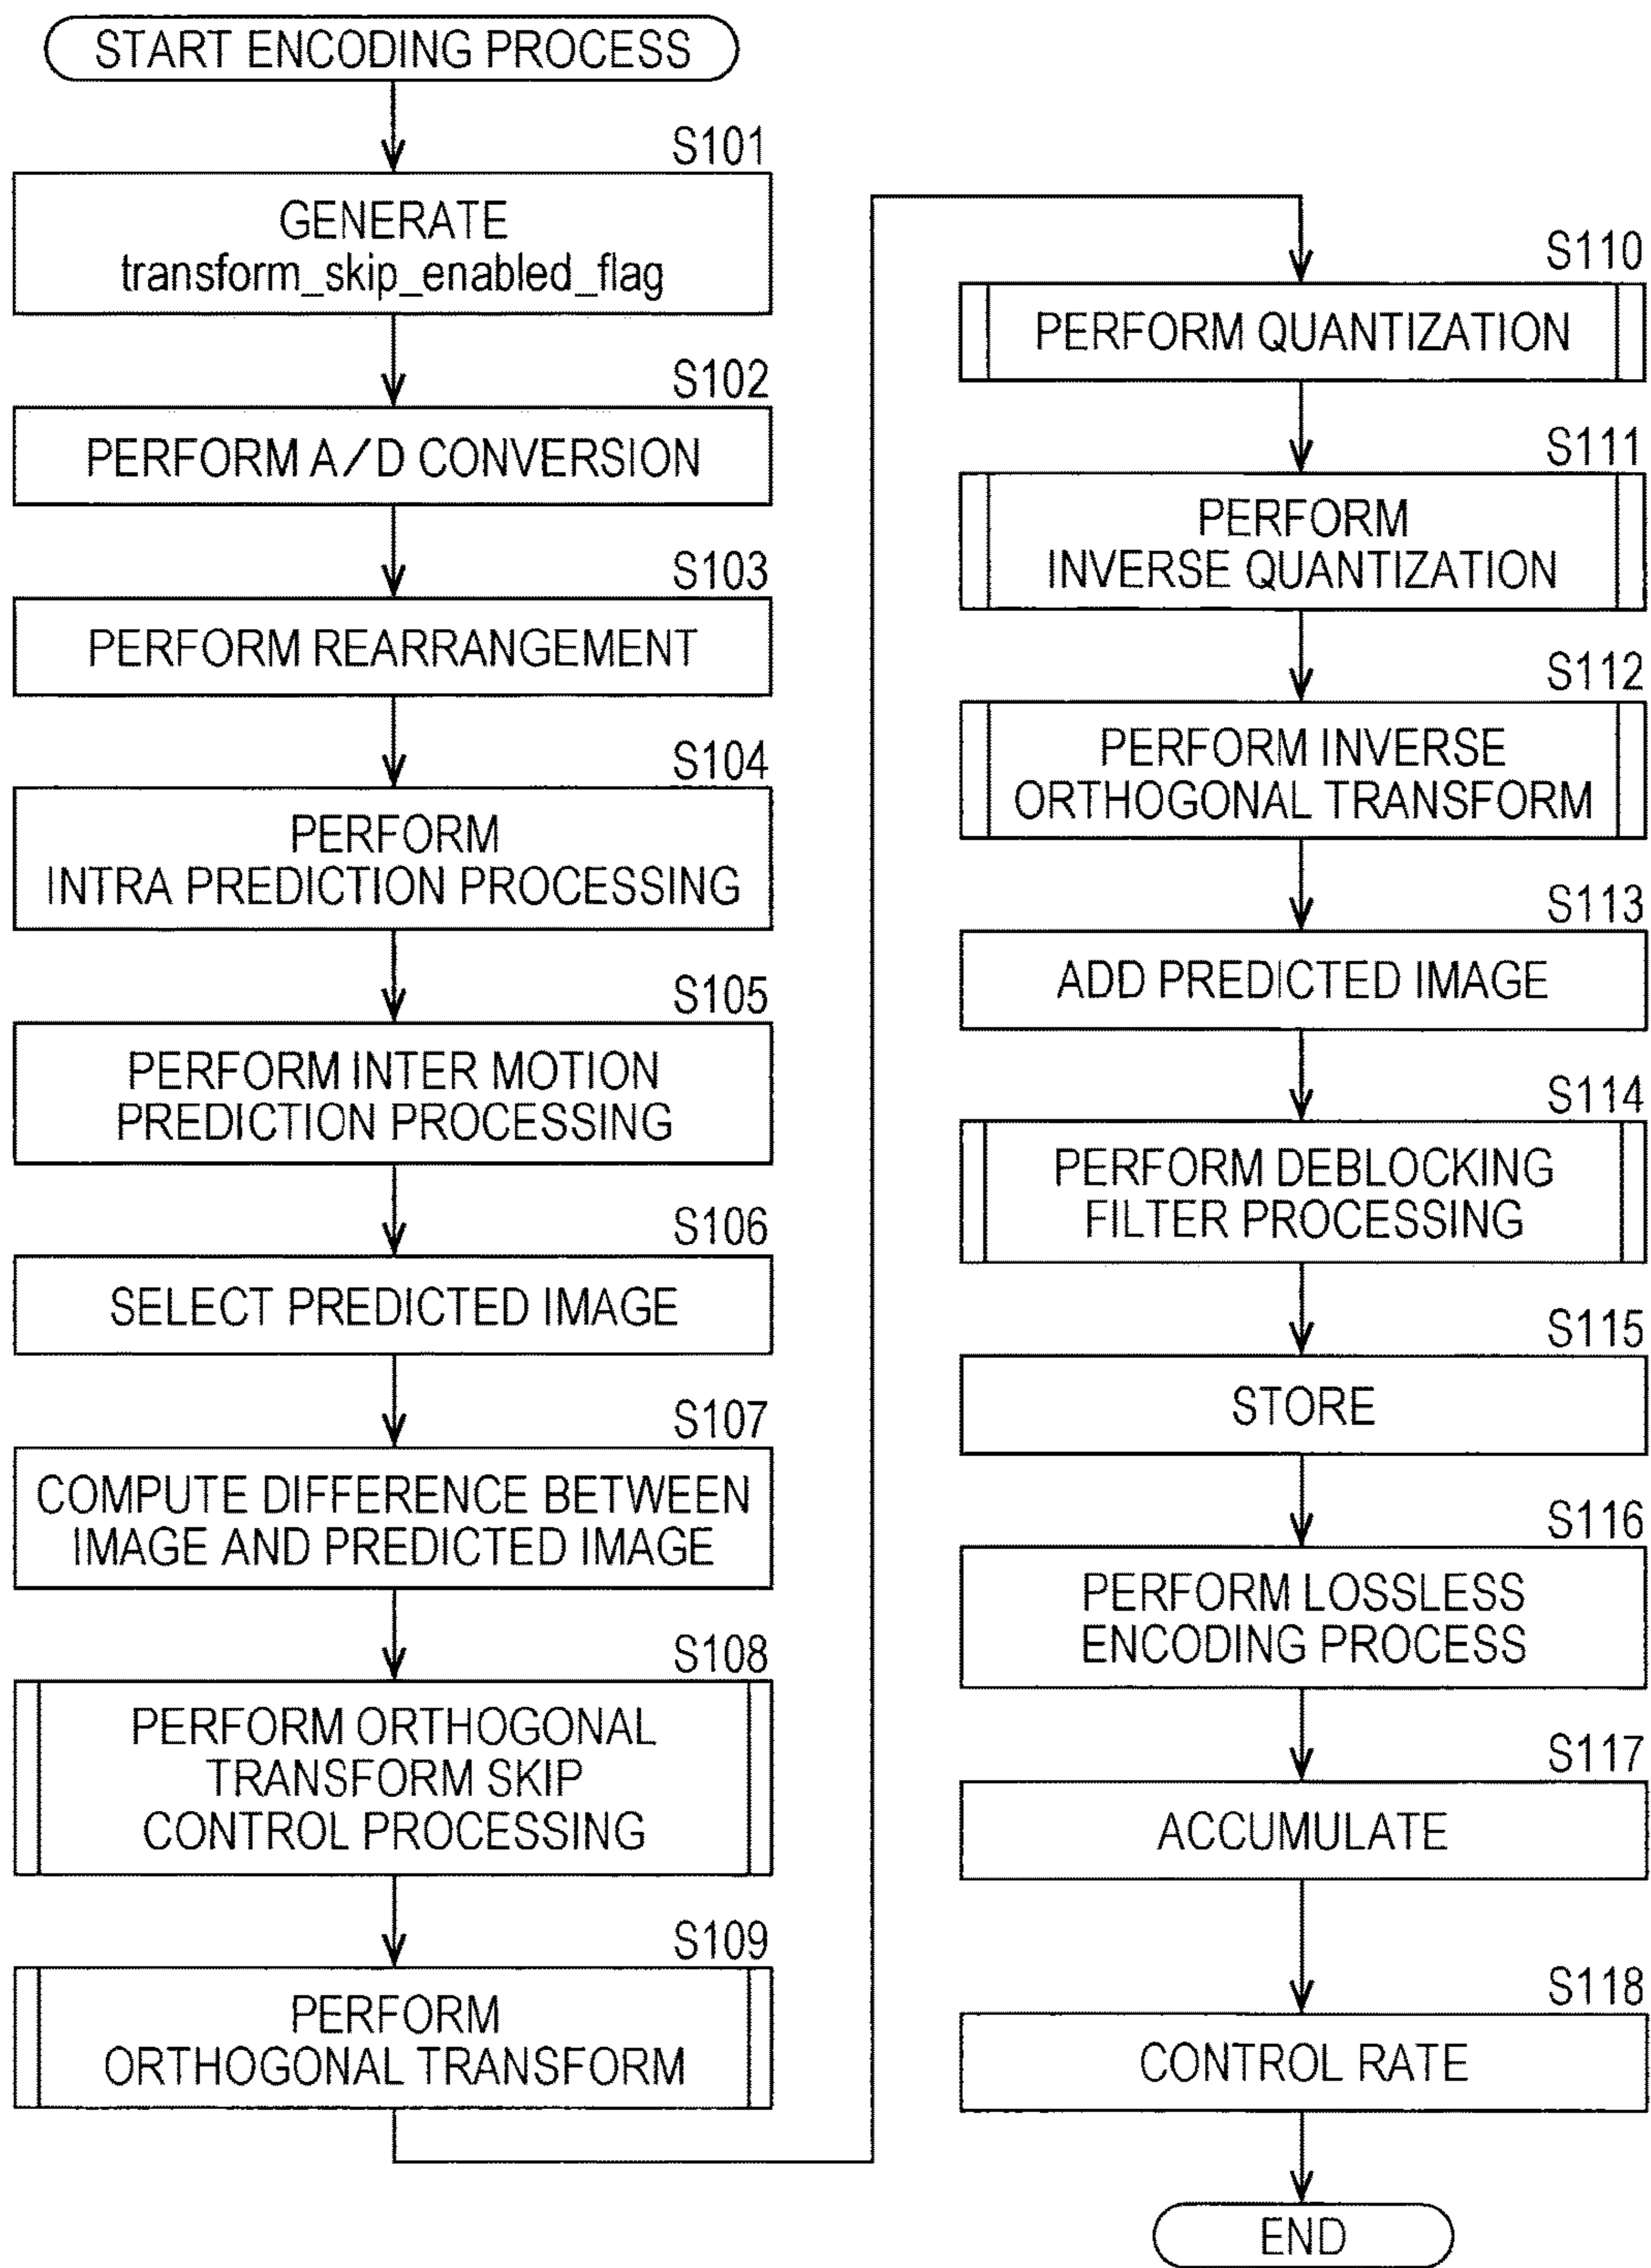 START ENCODING PROCESS
S101
GENERATE
transform_skip_enabled_flag
S102
PERFORM A/D CONVERSION
S103
PERFORM REARRANGEMENT
S104
PERFORM
INTRA PREDICTION PROCESSING
S105
PERFORM INTER MOTION
PREDICTION PROCESSING
S106
SELECT PREDICTED IMAGE
S107
COMPUTE DIFFERENCE BETWEEN
IMAGE AND PREDICTED IMAGE
S108
PERFORM ORTHOGONAL
TRANSFORM SKIP
CONTROL PROCESSING
S109
PERFORM
ORTHOGONAL TRANSFORM
S110
PERFORM QUANTIZATION
S111
PERFORM
INVERSE QUANTIZATION
S112
PERFORM INVERSE
ORTHOGONAL TRANSFORM
S113
ADD PREDICTED IMAGE
S114
PERFORM DEBLOCKING
FILTER PROCESSING
S115
STORE
S116
PERFORM LOSSLESS
ENCODING PROCESS
S117
ACCUMULATE
S118
CONTROL RATE
END